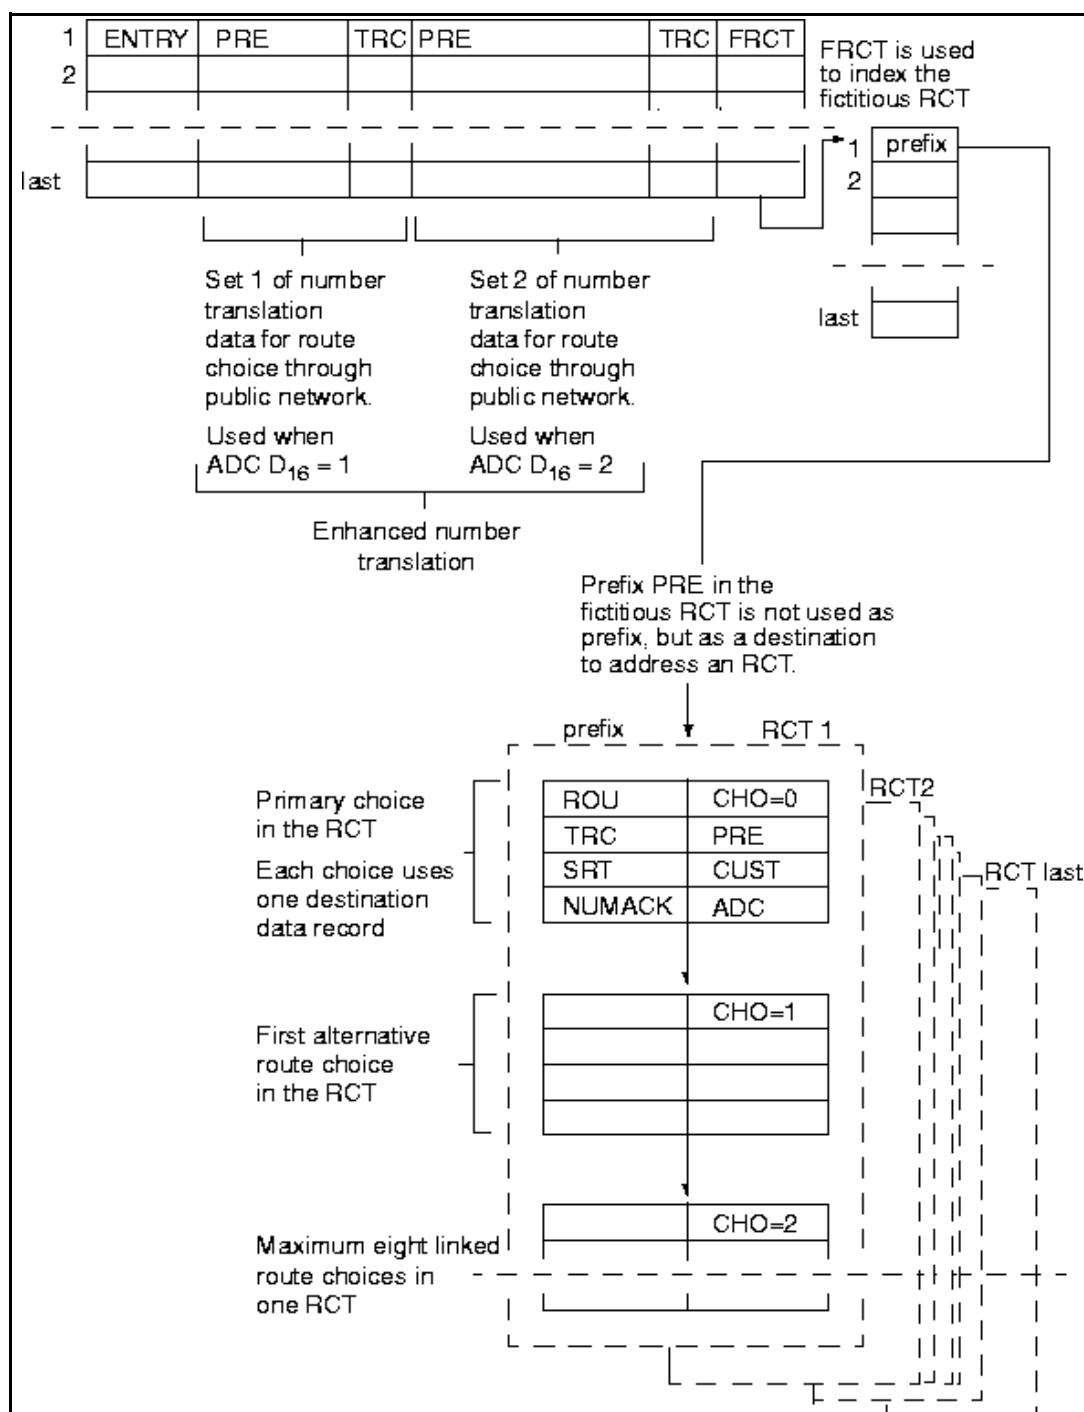 1 ENTRY PRE TRC PRE TRC FRCT
2
last
FRCT is used
to index the
fictitious RCT
1 prefix
2
last
Set 1 of number
translation
data for route
choice through
public network.
Used when
ADC D16 = 1
Set 2 of number
translation
data for route
choice through
public network.
Used when
ADC D16 = 2
Enhanced number
translation
Prefix PRE in the
fictitious RCT is not used as
prefix, but as a destination
to address an RCT.
prefix RCT 1
RCT2
RCT last
Primary choice
in the RCT
Each choice uses
one destination
data record
ROU CHO=0
TRC PRE
SRT CUST
NUMACK ADC
First alternative
route choice
in the RCT
CHO=1
Maximum eight linked
route choices in
one RCT
CHO=2